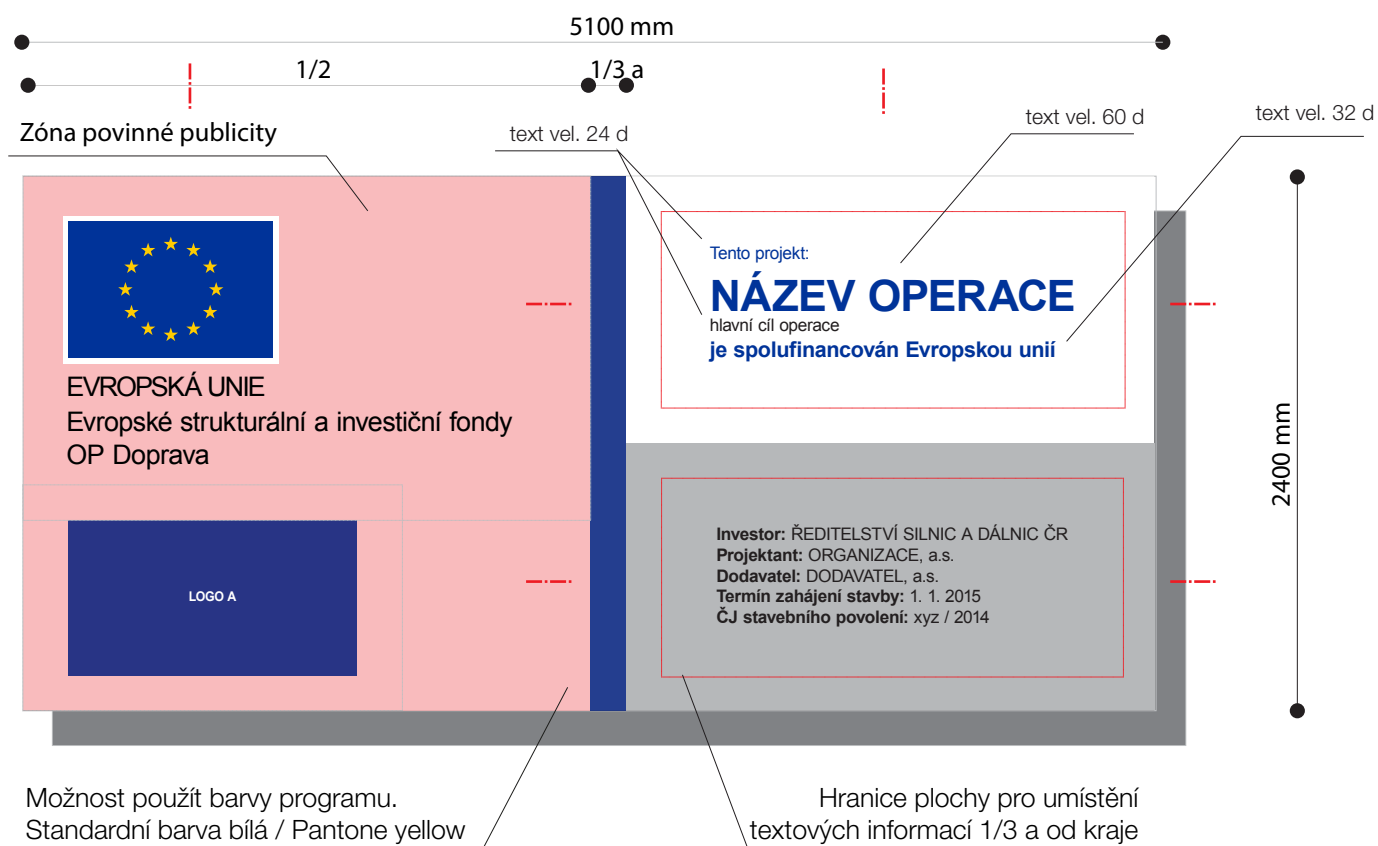 5100 mm
1/2
1/3 a
Zóna povinné publicity
text vel. 24 d
text vel. 60 d
text vel. 32 d
EVROPSKÁ UNIE
Evropské strukturální a investiční fondy
OP Doprava
LOGO A
Tento projekt:
NÁZEV OPERACE
hlavní cíl operace
je spolufinancován Evropskou unií
Investor: ŘEDITELSTVÍ SILNIC A DÁLNIC ČR
Projektant: ORGANIZACE, a.s.
Dodavatel: DODAVATEL, a.s.
Termín zahájení stavby: 1. 1. 2015
ČJ stavebního povolení: xyz / 2014
2400 mm
Možnost použít barvy programu.
Standardní barva bílá / Pantone yellow
Hranice plochy pro umístění
textových informací 1/3 a od kraje